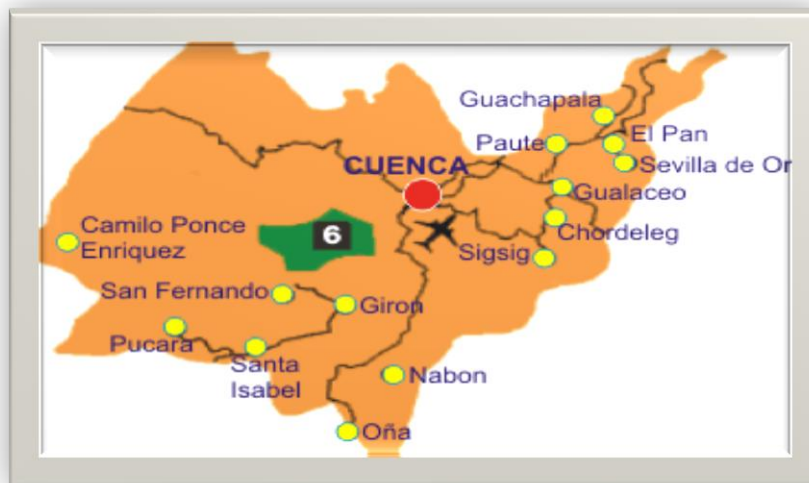 Guachapala
Paute
El Pan
CUENCA
Sevilla de Or
Gualaceo
Camilo Ponce
Enriquez
6
Chordeleg
Sigsig
San Fernando
Giron
Pucara
Santa
Isabel
Nabon
Oña